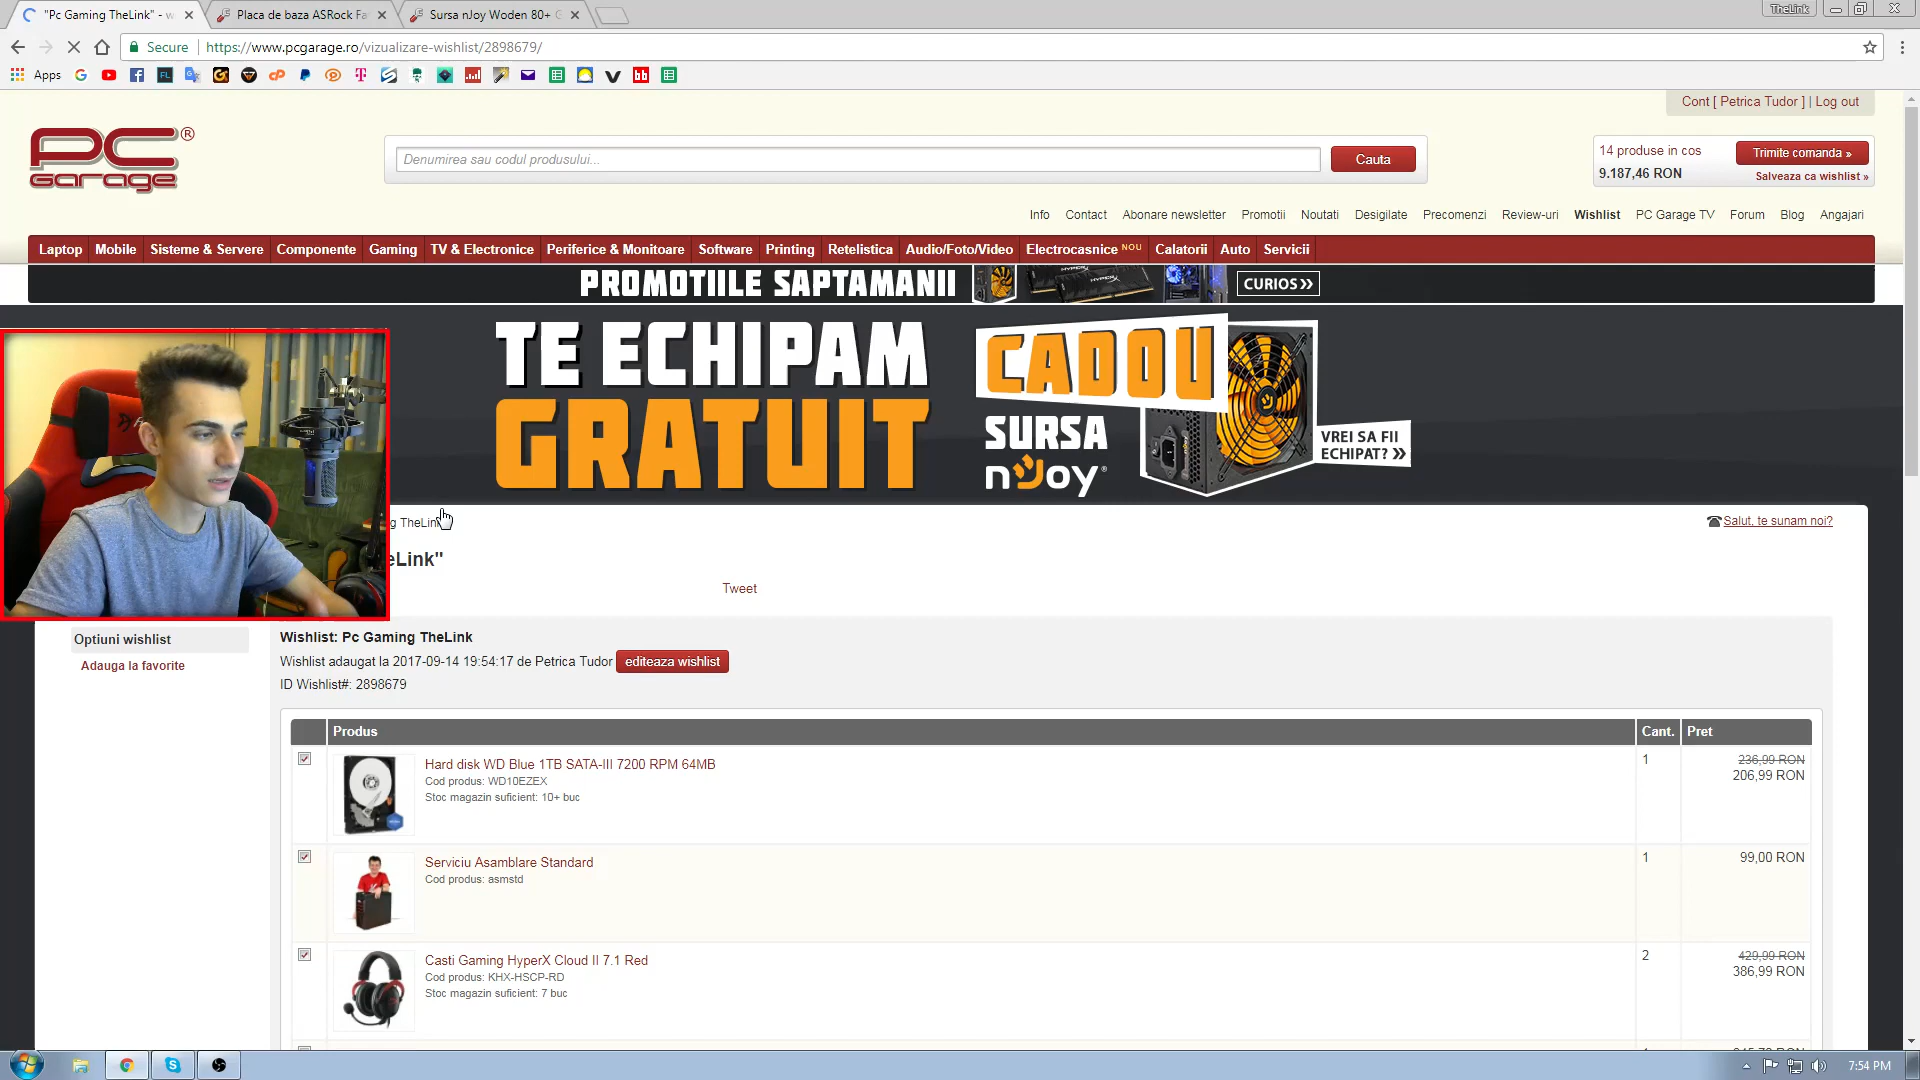 "Pc Gaming TheLink" - w
Placa de baza ASRock Fa
Sursa nJoy Woden 80+ G
TheLink
Secure
https://www.pcgarage.ro/vizualizare-wishlist/2898679/
Apps
Cont [ Petrica Tudor ] | Log out
PC Garage®
Denumirea sau codul produsului...
Cauta
14 produse in cos
9.187,46 RON
Trimite comanda »
Salveaza ca wishlist »
Info Contact Abonare newsletter Promotii Noutati Desigilate Precomenzi Review-uri Wishlist PC Garage TV Forum Blog Angajari
Laptop Mobile Sisteme & Servere Componente Gaming TV & Electronice Periferice & Monitoare Software Printing Retelistica Audio/Foto/Video Electrocasnice NOU Calatorii Auto Servicii
PROMOTIILE SAPTAMANII
CURIOS »
TE ECHIPAM
GRATUIT
CADOU
SURSA
nJoy
VREI SA FII
ECHIPAT? »
g TheLin
Salut, te sunam noi?
eLink"
Tweet
Optiuni wishlist
Adauga la favorite
Wishlist: Pc Gaming TheLink
Wishlist adaugat la 2017-09-14 19:54:17 de Petrica Tudor
editeaza wishlist
ID Wishlist#: 2898679
Produs Cant. Pret
Hard disk WD Blue 1TB SATA-III 7200 RPM 64MB
Cod produs: WD10EZEX
Stoc magazin suficient: 10+ buc
1
236,99 RON
206,99 RON
Serviciu Asamblare Standard
Cod produs: asmstd
1
99,00 RON
Casti Gaming HyperX Cloud II 7.1 Red
Cod produs: KHX-HSCP-RD
Stoc magazin suficient: 7 buc
2
429,99 RON
386,99 RON
7:54 PM